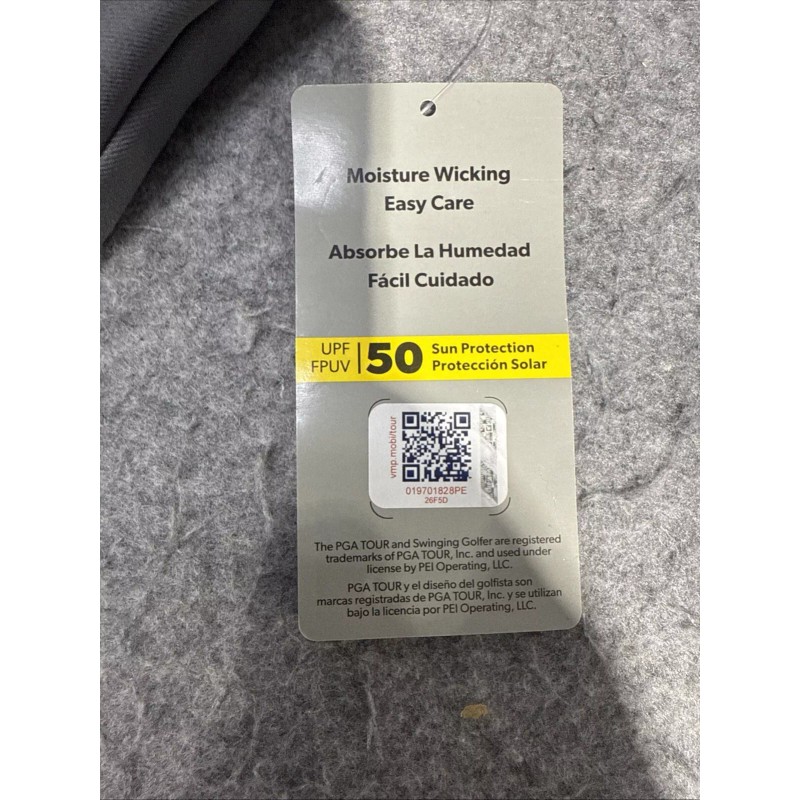 Moisture Wicking
Easy Care
Absorbe La Humedad
Fácil Cuidado
UPF
FPUV
50
Sun Protection
Protección Solar
vmp.mobi/tour
019701828PE
26F5D
The PGA TOUR and Swinging Golfer are registered
trademarks of PGA TOUR, Inc. and used under
license by PEI Operating, LLC.
PGA TOUR y el diseño del golfista son
marcas registradas de PGA TOUR, Inc. y se utilizan
bajo la licencia por PEI Operating, LLC.